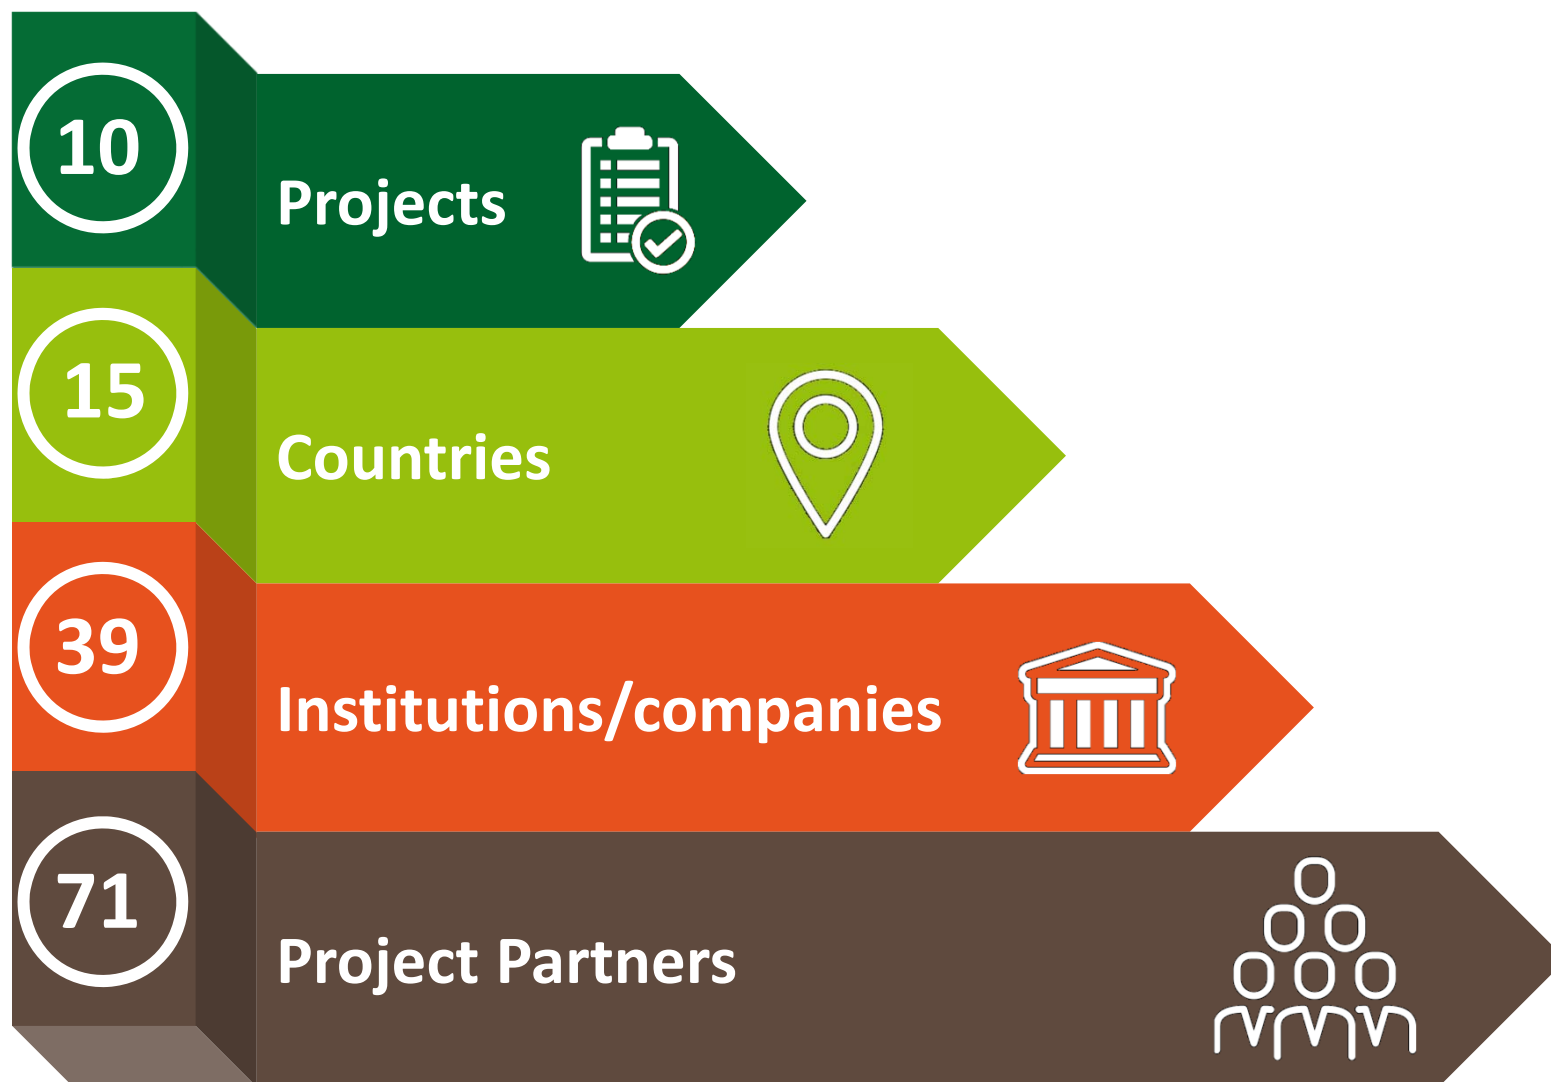 10
Projects
15
Countries
39
Institutions/companies
71
Project Partners